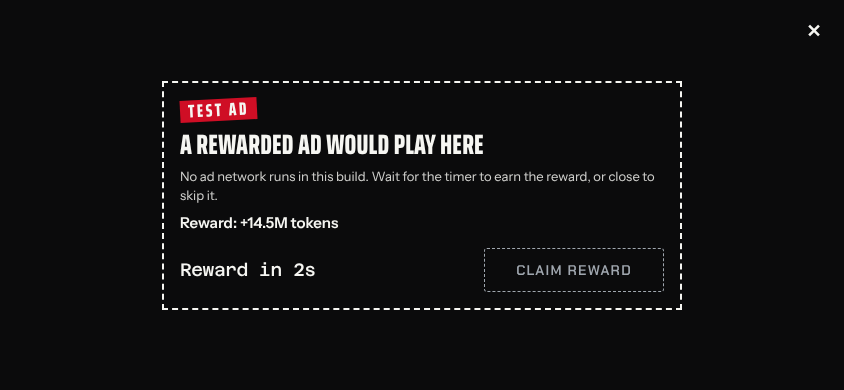 ×
TEST AD
A REWARDED AD WOULD PLAY HERE
No ad network runs in this build. Wait for the timer to earn the reward, or close to
skip it.
Reward: +14.5M tokens
Reward in 2s
CLAIM REWARD